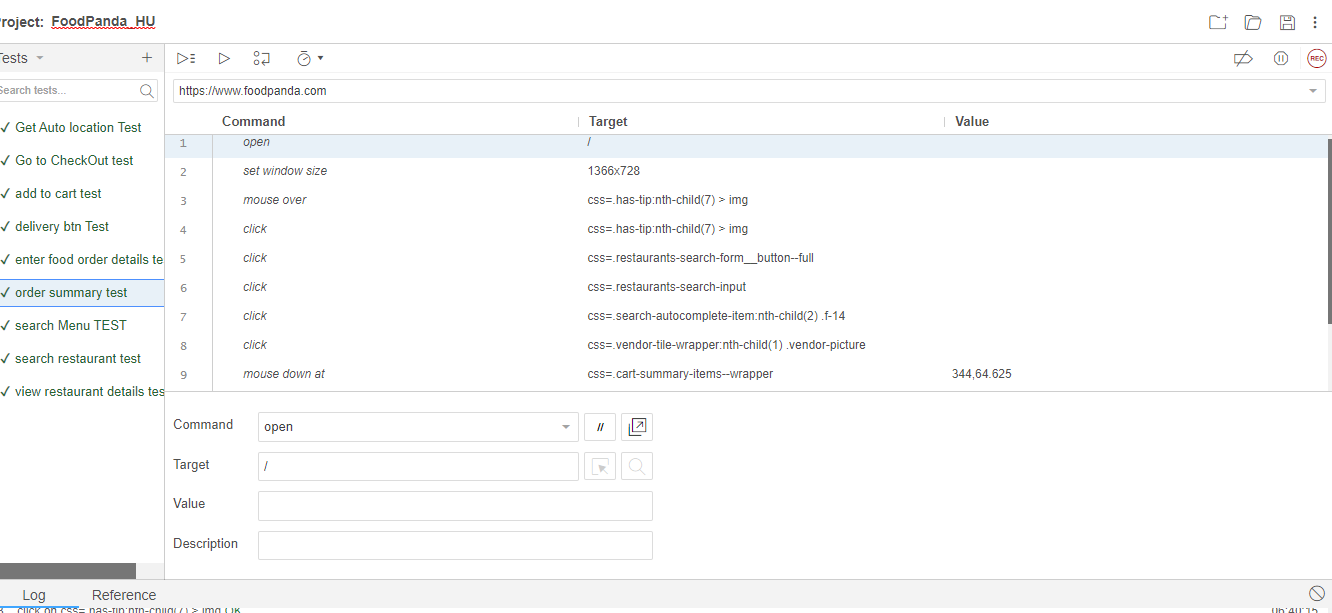 roject: FoodPanda_HU
Tests
Search tests...
✓ Get Auto location Test
✓ Go to CheckOut test
✓ add to cart test
✓ delivery btn Test
✓ enter food order details te
✓ order summary test
✓ search Menu TEST
✓ search restaurant test
✓ view restaurant details tes
REC
https://www.foodpanda.com
Command Target Value
1 open /
2 set window size 1366x728
3 mouse over css=.has-tip:nth-child(7) > img
4 click css=.has-tip:nth-child(7) > img
5 click css=.restaurants-search-form__button--full
6 click css=.restaurants-search-input
7 click css=.search-autocomplete-item:nth-child(2) .f-14
8 click css=.vendor-tile-wrapper:nth-child(1) .vendor-picture
9 mouse down at css=.cart-summary-items--wrapper 344,64.625
Command open //
Target /
Value
Description
Log Reference
click on css=.has-tip:nth-child(7) > img OK 06:40:15